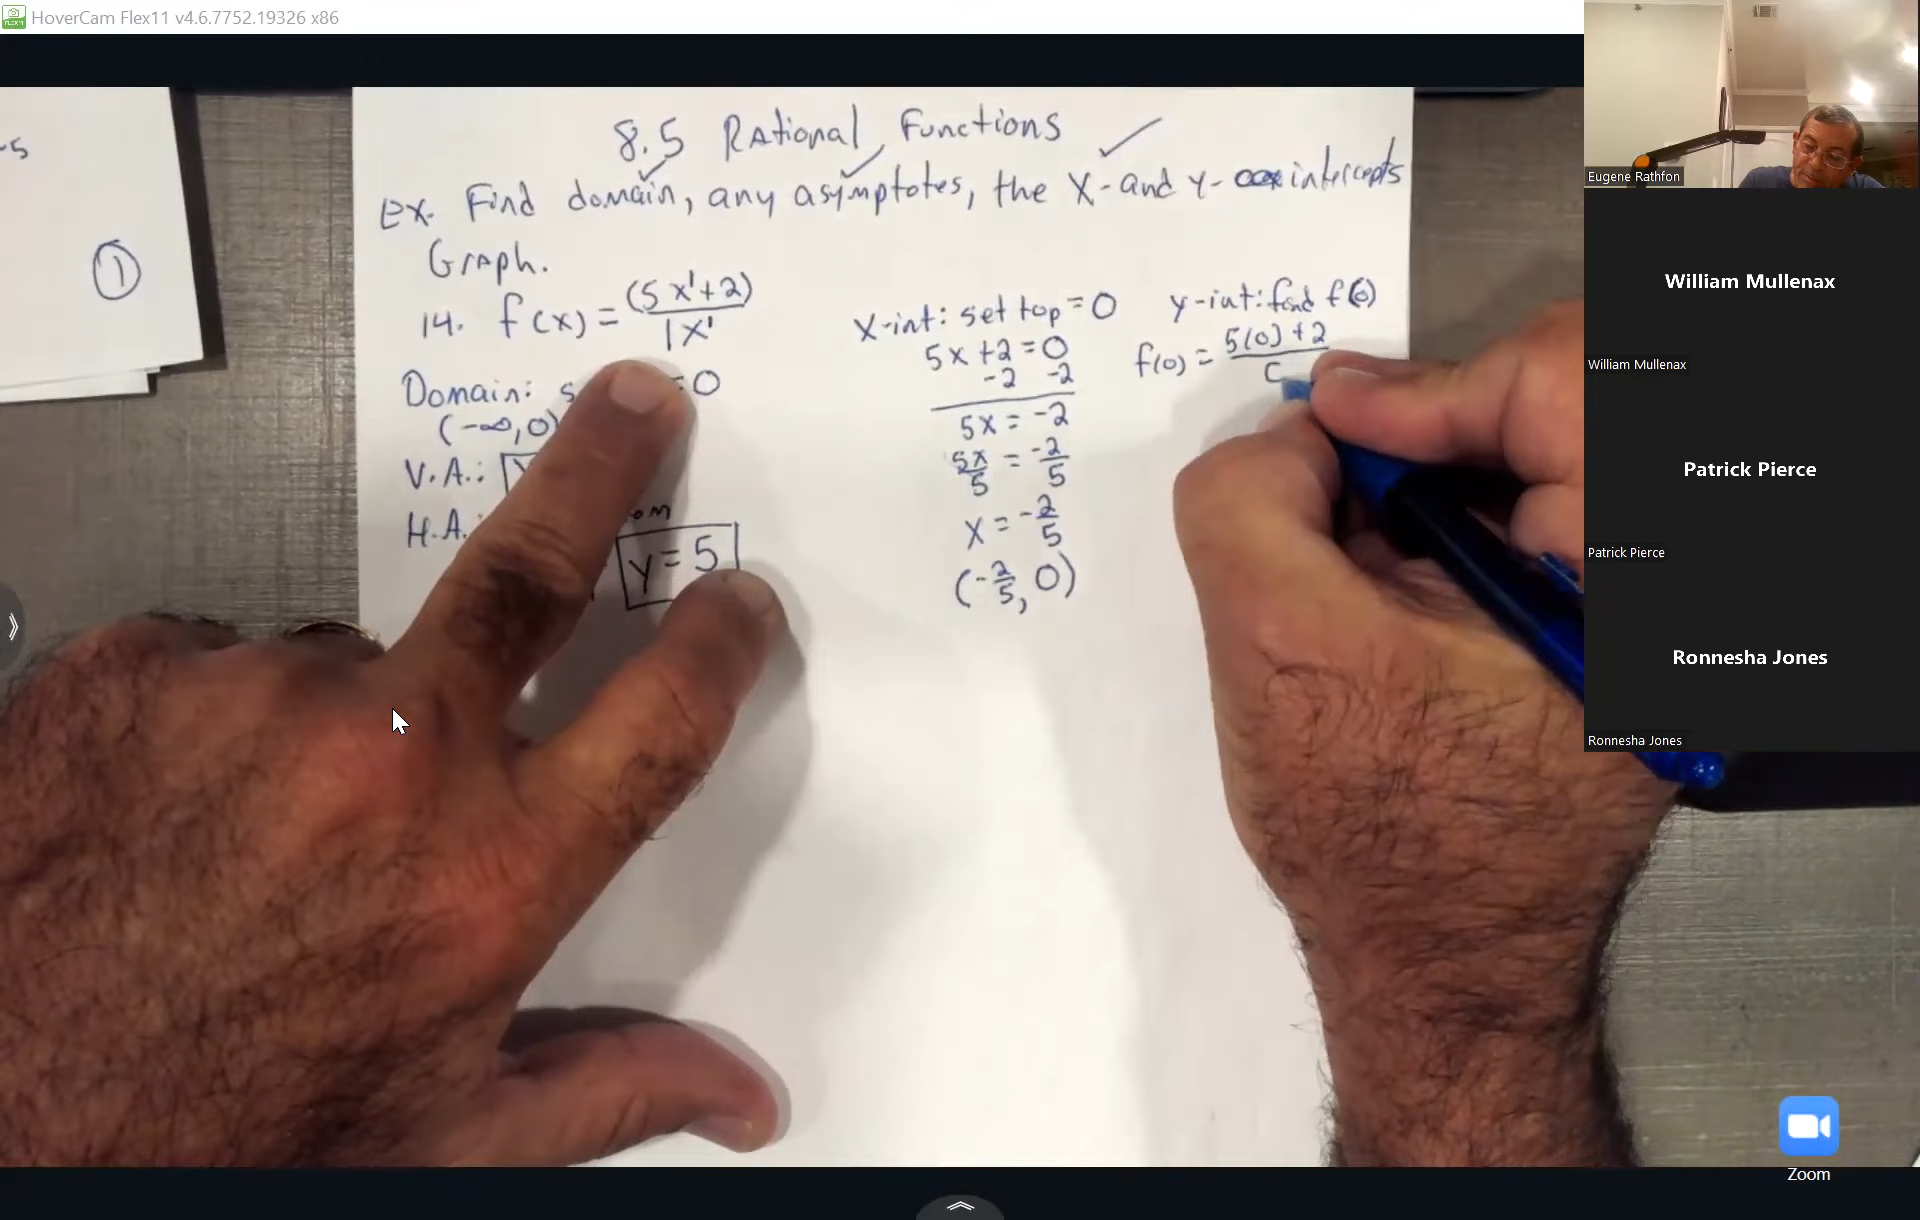 HoverCam Flex11 v4.6.7752.19326 x86
-5
①
8.5 Rational Functions
Ex. Find domain, any asymptotes, the x- and y- intercepts
Graph.
14. f(x) = (5x¹+2)/1x¹
Domain: s =0
(-∞,0)
V.A.:
H.A.:
om
y = 5
x-int: set top = 0
5x+2=0
-2 -2
5x = -2
5x/5 = -2/5
x = -2/5
(-2/5, 0)
y-int: find f(0)
f(0) = 5(0)+2
Eugene Rathfon
William Mullenax
William Mullenax
Patrick Pierce
Patrick Pierce
Ronnesha Jones
Ronnesha Jones
Zoom